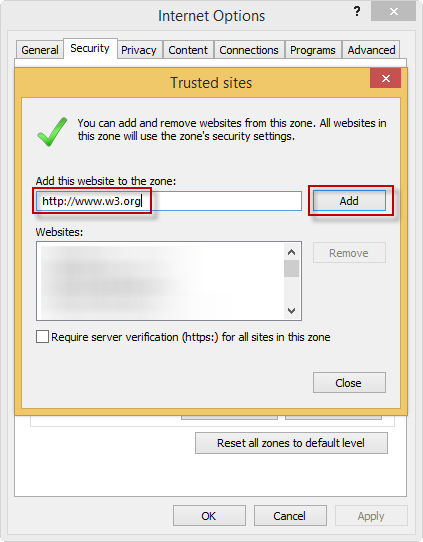 Internet Options
?
General Security Privacy Content Connections Programs Advanced
Trusted sites
You can add and remove websites from this zone. All websites in
this zone will use the zone's security settings.
Add this website to the zone:
http://www.w3.org Add
Websites:
Remove
Require server verification (https:) for all sites in this zone
Close
Reset all zones to default level
OK Cancel Apply